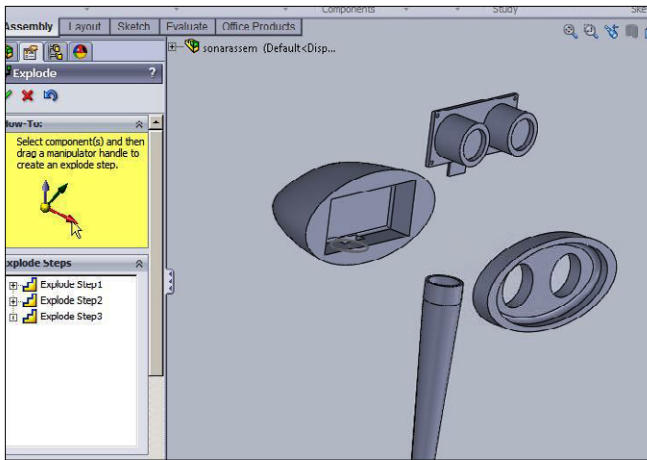 Components
Study
Assembly Layout Sketch Evaluate Office Products
sonarassem (Default<Disp...
Explode ?
How-To:
Select component(s) and then
drag a manipulator handle to
create an explode step.
Explode Steps
Explode Step1
Explode Step2
Explode Step3